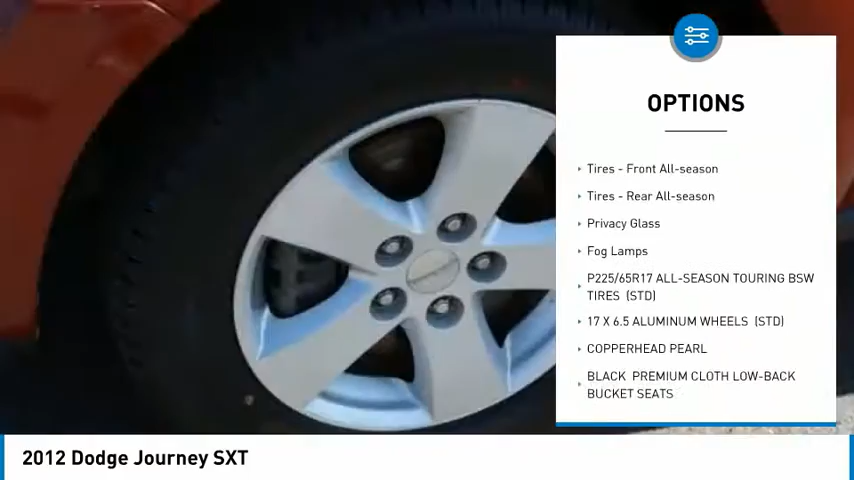 OPTIONS
Tires - Front All-season
Tires - Rear All-season
Privacy Glass
Fog Lamps
P225/65R17 ALL-SEASON TOURING BSW
TIRES (STD)
17 X 6.5 ALUMINUM WHEELS (STD)
COPPERHEAD PEARL
BLACK PREMIUM CLOTH LOW-BACK
BUCKET SEATS
2012 Dodge Journey SXT